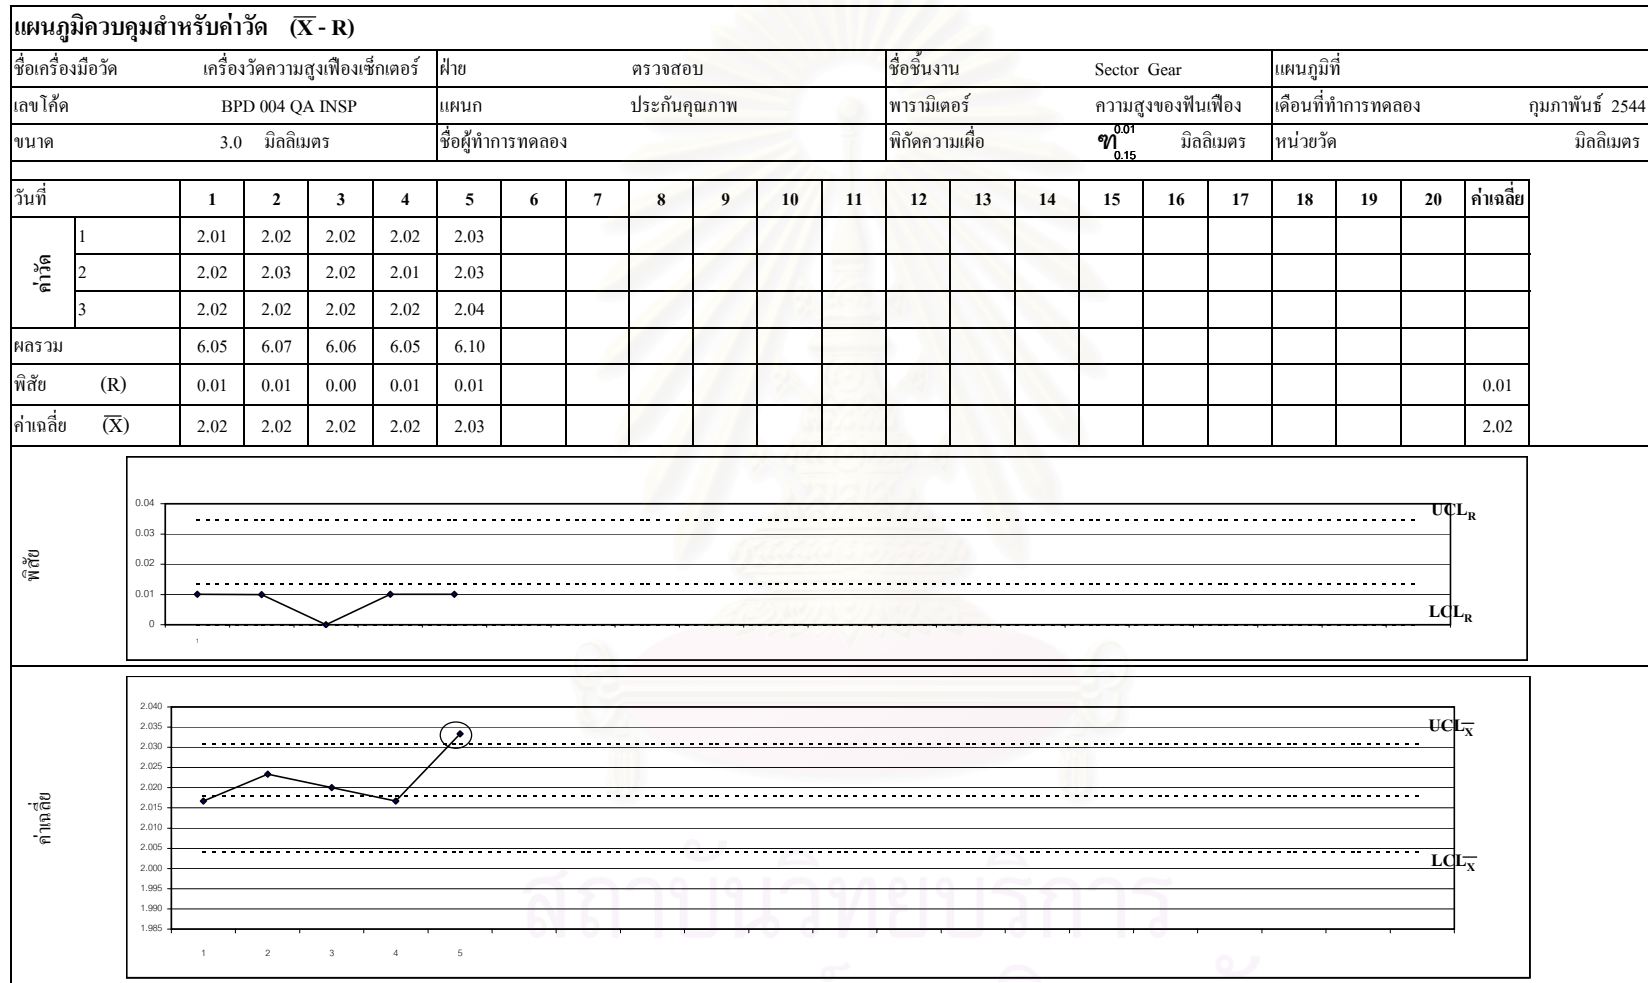 แผนภูมิควบคุมสำหรับค่าวัด (X - R)
ชื่อเครื่องมือวัด เครื่องวัดความสูงเฟืองเซ็กเตอร์ ฝ่าย ตรวจสอบ ชื่อชิ้นงาน Sector Gear แผนภูมิที่
เลขโค้ด BPD 004 QA INSP แผนก ประกันคุณภาพ พารามิเตอร์ ความสูงของฟันเฟือง เดือนที่ทำการทดลอง กุมภาพันธ์ 2544
ขนาด 3.0 มิลลิเมตร ชื่อผู้ทำการทดลอง พิกัดความเผื่อ ฑ 0.01 0.15 มิลลิเมตร หน่วยวัด มิลลิเมตร
วันที่ 1 2 3 4 5 6 7 8 9 10 11 12 13 14 15 16 17 18 19 20 ค่าเฉลี่ย
ค่าวัด
1 2.01 2.02 2.02 2.02 2.03
2 2.02 2.03 2.02 2.01 2.03
3 2.02 2.02 2.02 2.02 2.04
ผลรวม 6.05 6.07 6.06 6.05 6.10
พิสัย (R) 0.01 0.01 0.00 0.01 0.01 0.01
ค่าเฉลี่ย (X) 2.02 2.02 2.02 2.02 2.03 2.02
พิสัย
0.04
0.03
0.02
0.01
0
1
UCL R
LCL R
ค่าเฉลี่ย
2.040
2.035
2.030
2.025
2.020
2.015
2.010
2.005
2.000
1.995
1.990
1.985
1 2 3 4 5
UCL X
LCL X
สถาบันวิทยบริการ